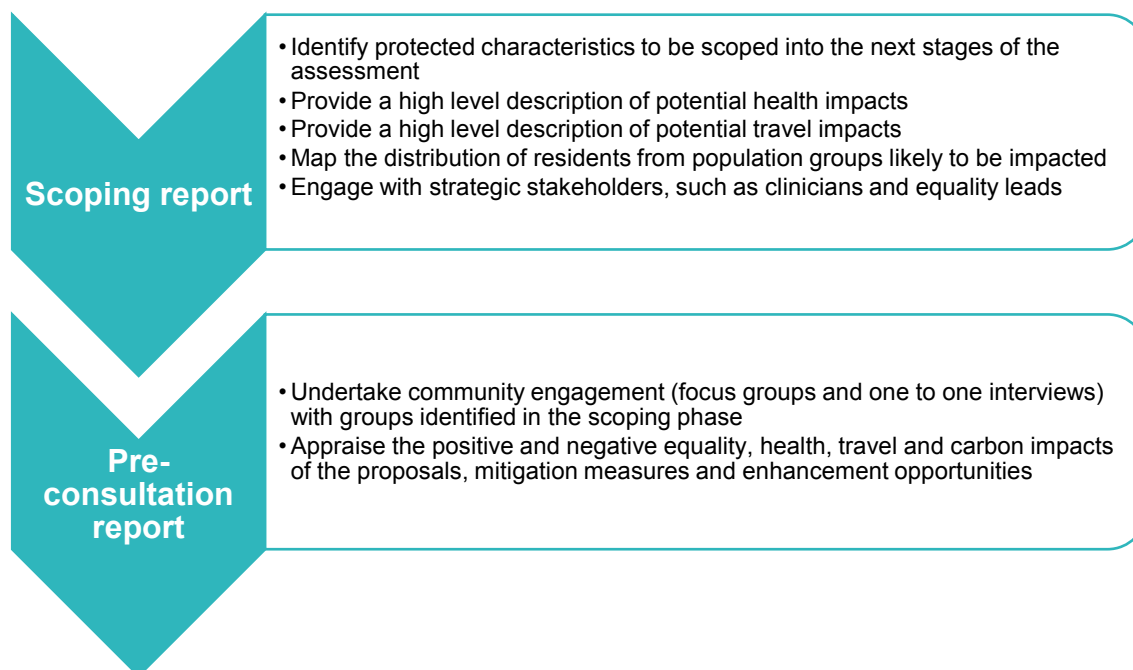 Scoping report
• Identify protected characteristics to be scoped into the next stages of the
assessment
• Provide a high level description of potential health impacts
• Provide a high level description of potential travel impacts
• Map the distribution of residents from population groups likely to be impacted
• Engage with strategic stakeholders, such as clinicians and equality leads
Pre-
consultation
report
• Undertake community engagement (focus groups and one to one interviews)
with groups identified in the scoping phase
• Appraise the positive and negative equality, health, travel and carbon impacts
of the proposals, mitigation measures and enhancement opportunities